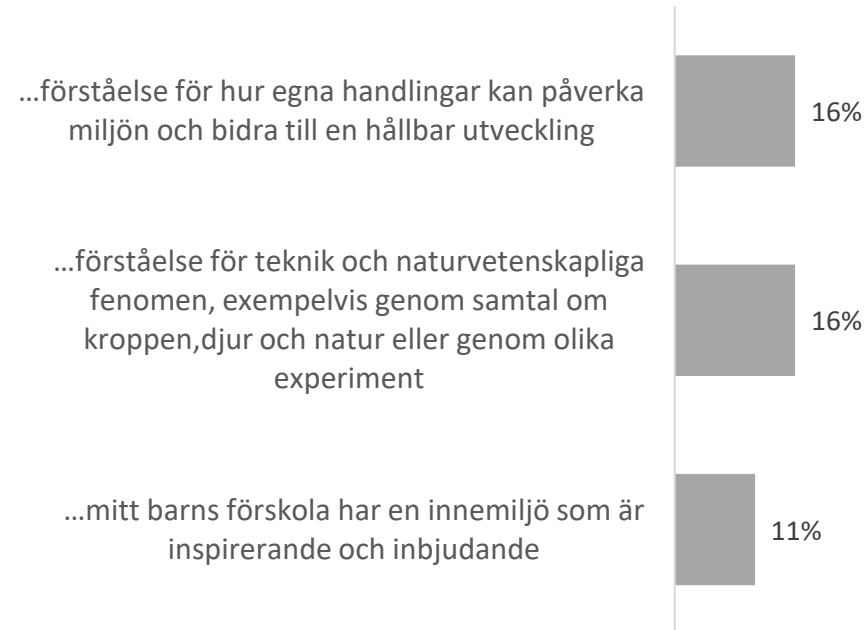 …förståelse för hur egna handlingar kan påverka
miljön och bidra till en hållbar utveckling
16%
…förståelse för teknik och naturvetenskapliga
fenomen, exempelvis genom samtal om
kroppen,djur och natur eller genom olika
experiment
16%
…mitt barns förskola har en innemiljö som är
inspirerande och inbjudande
11%